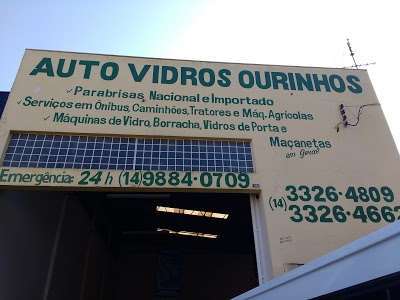 AUTO VIDROS OURINHOS
Parabrisas, Nacional e Importado
Serviços em Ônibus, Caminhões, Tratores e Máq. Agrícolas
Máquinas de Vidro, Borracha, Vidros de Porta e
Maçanetas
em Geral
Emergência: 24 h (14) 9884-0709
(14) 3326-4809
3326-4662